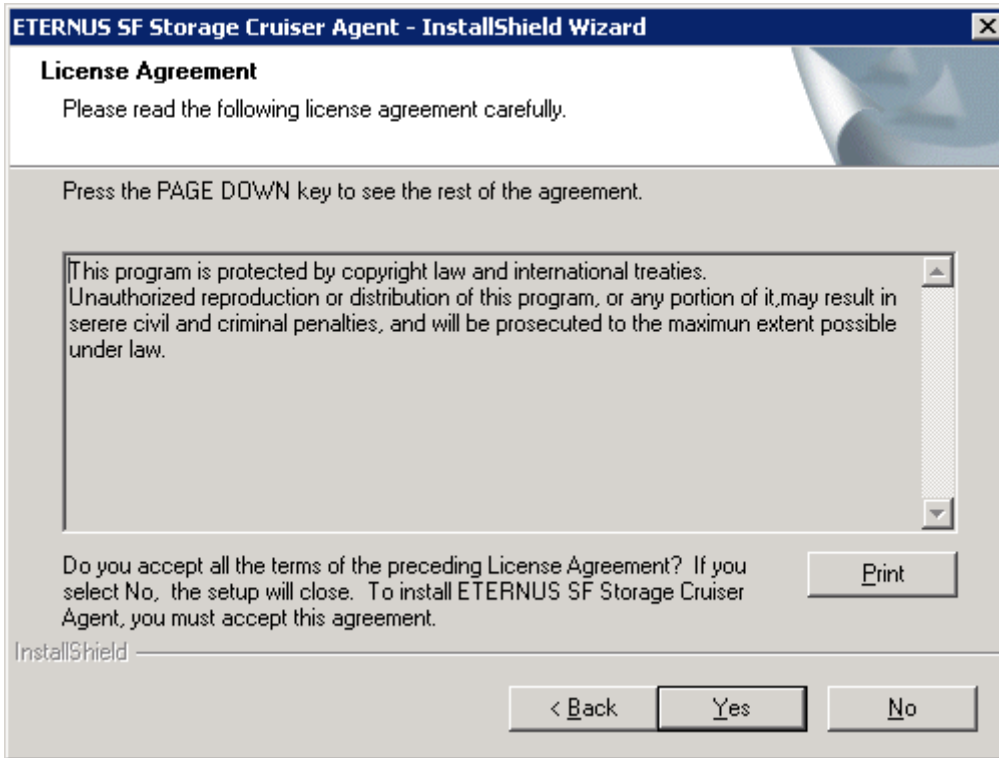 ETERNUS SF Storage Cruiser Agent - InstallShield Wizard
License Agreement
Please read the following license agreement carefully.
Press the PAGE DOWN key to see the rest of the agreement.
This program is protected by copyright law and international treaties.
Unauthorized reproduction or distribution of this program, or any portion of it,may result in
serere civil and criminal penalties, and will be prosecuted to the maximun extent possible
under law.
Do you accept all the terms of the preceding License Agreement?  If you
select No,  the setup will close.  To install ETERNUS SF Storage Cruiser
Agent, you must accept this agreement.
Print
InstallShield
< Back
Yes
No